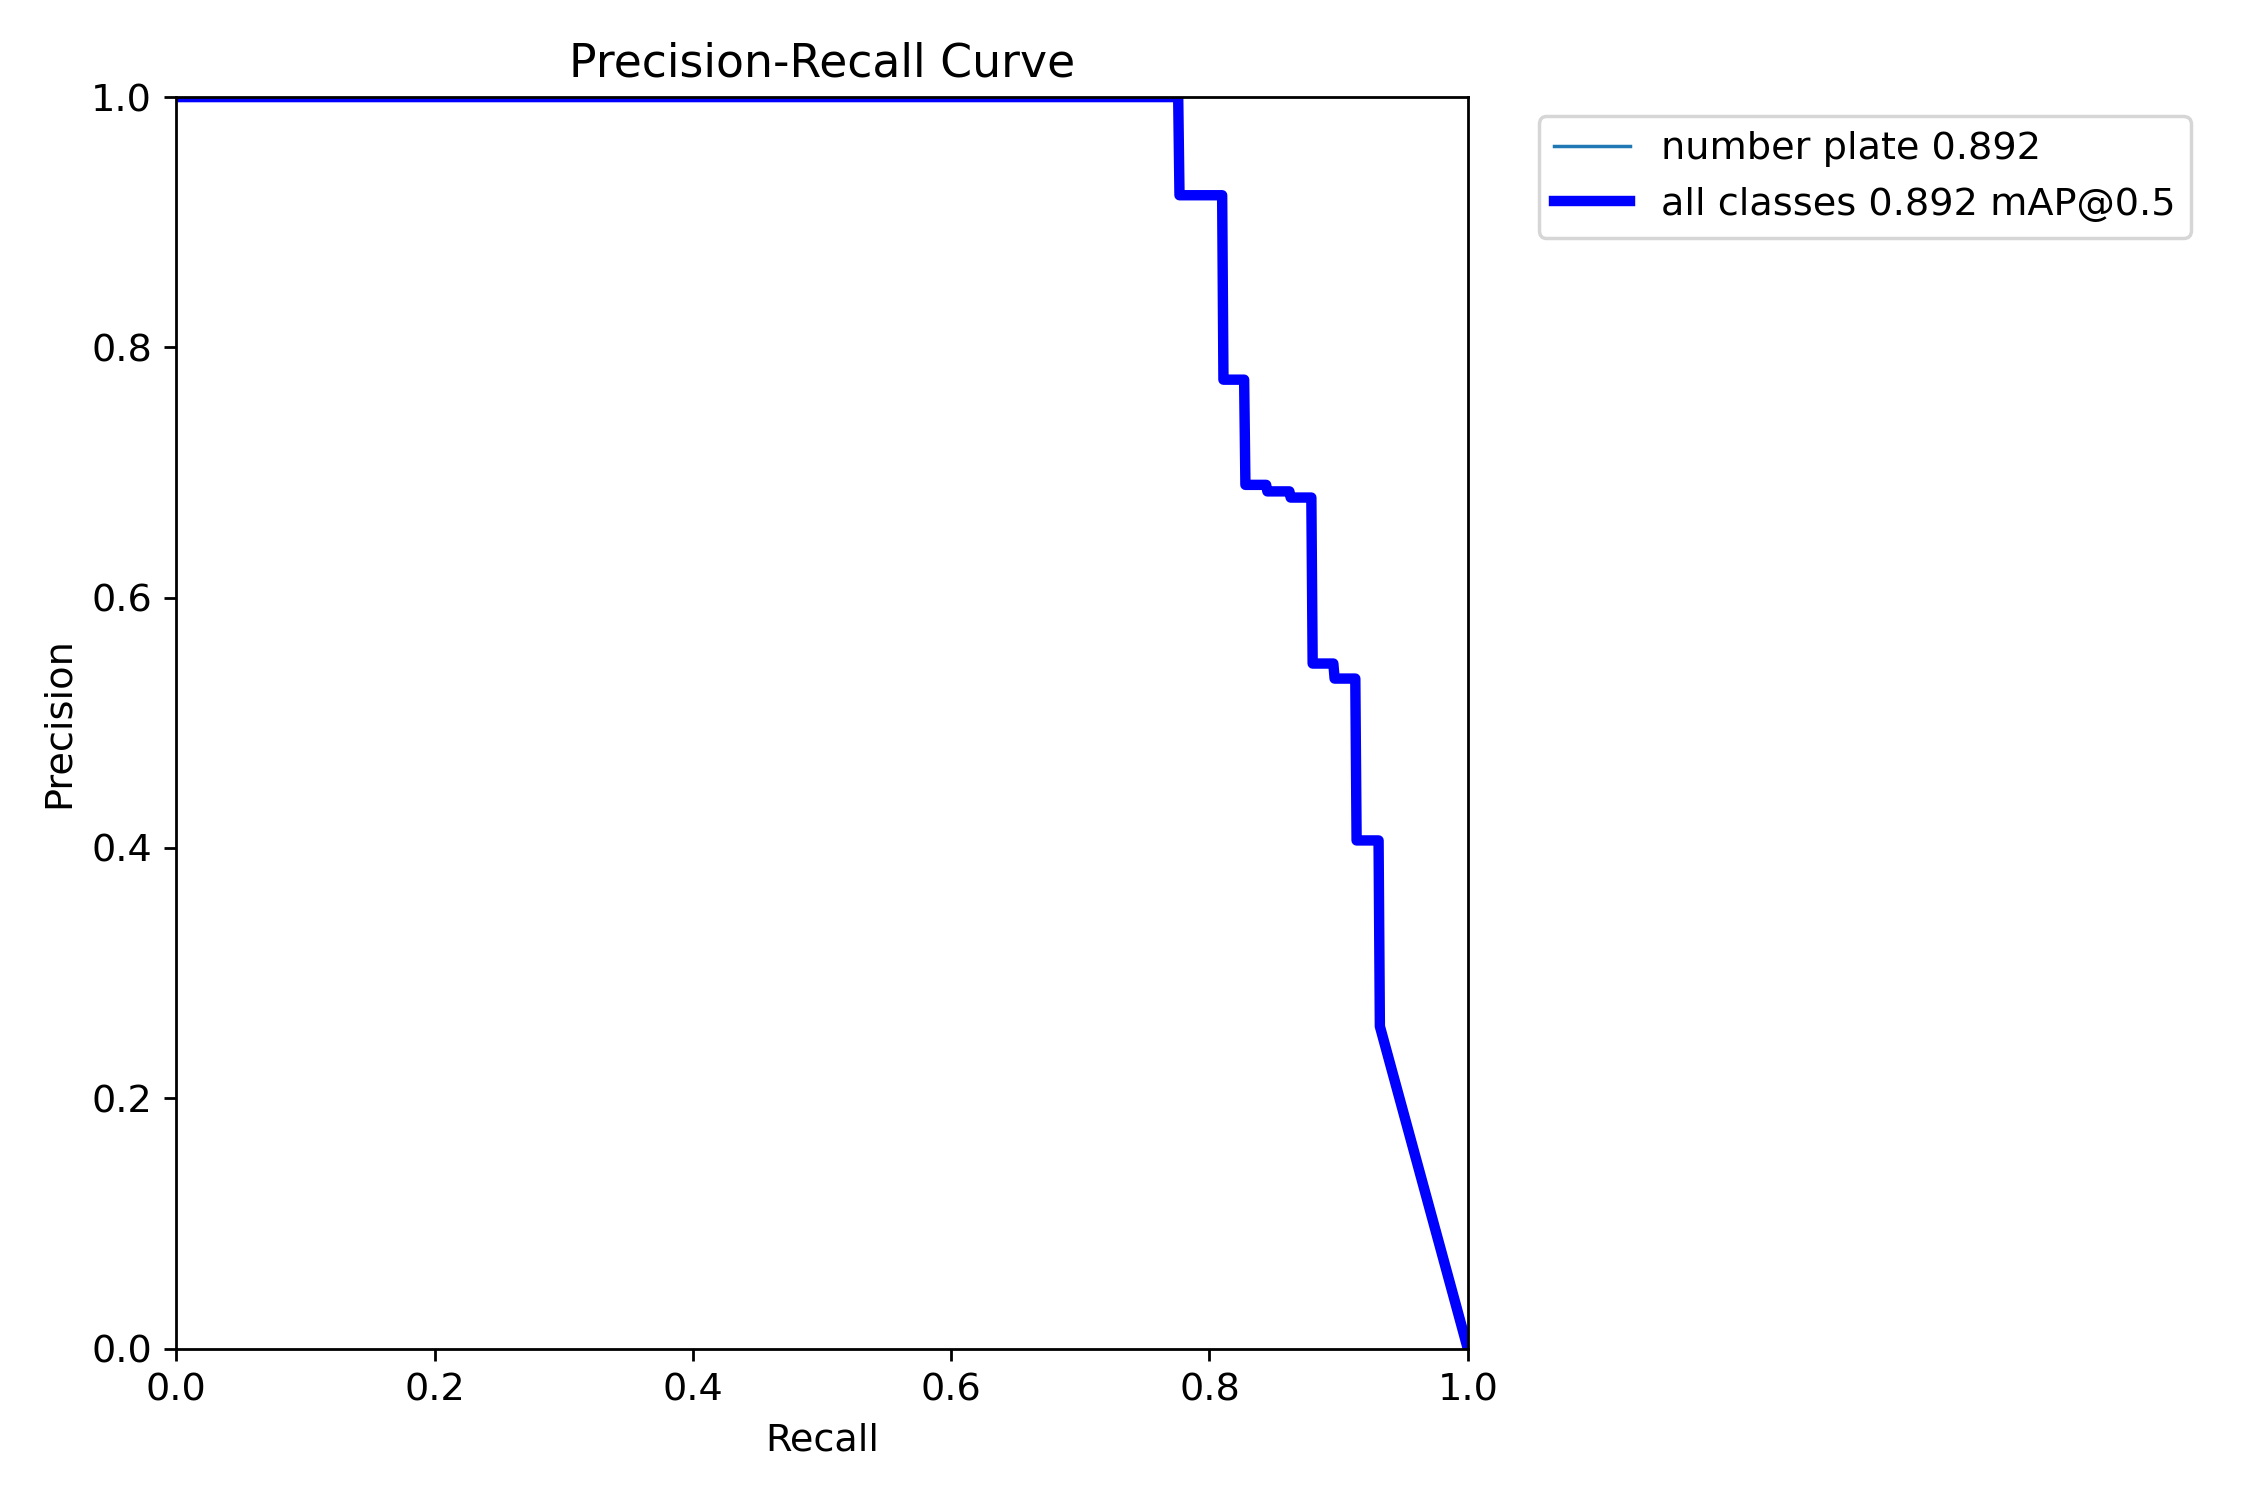 Precision-Recall Curve
1.0
0.8
0.6
0.4
0.2
0.0
Precision
0.0 0.2 0.4 0.6 0.8 1.0
Recall
number plate 0.892
all classes 0.892 mAP@0.5